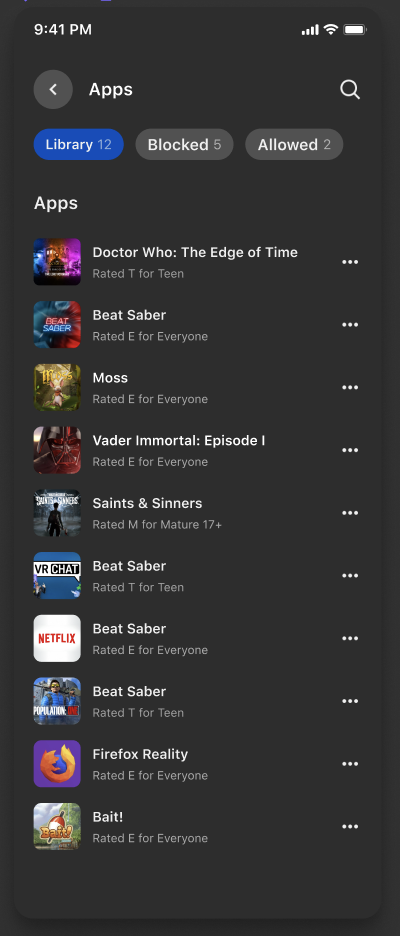 9:41 PM
Apps
Library 12
Blocked 5
Allowed 2
Apps
Doctor Who: The Edge of Time
Rated T for Teen
BEAT
SABER
Beat Saber
Rated E for Everyone
Moss
Moss
Rated E for Everyone
Vader Immortal: Episode I
Rated E for Everyone
SAINTS & SINNERS
Saints & Sinners
Rated M for Mature 17+
VRCHAT
Beat Saber
Rated T for Teen
NETFLIX
Beat Saber
Rated E for Everyone
POPULATION: ONE
Beat Saber
Rated T for Teen
Firefox Reality
Rated E for Everyone
Bait!
Bait!
Rated E for Everyone